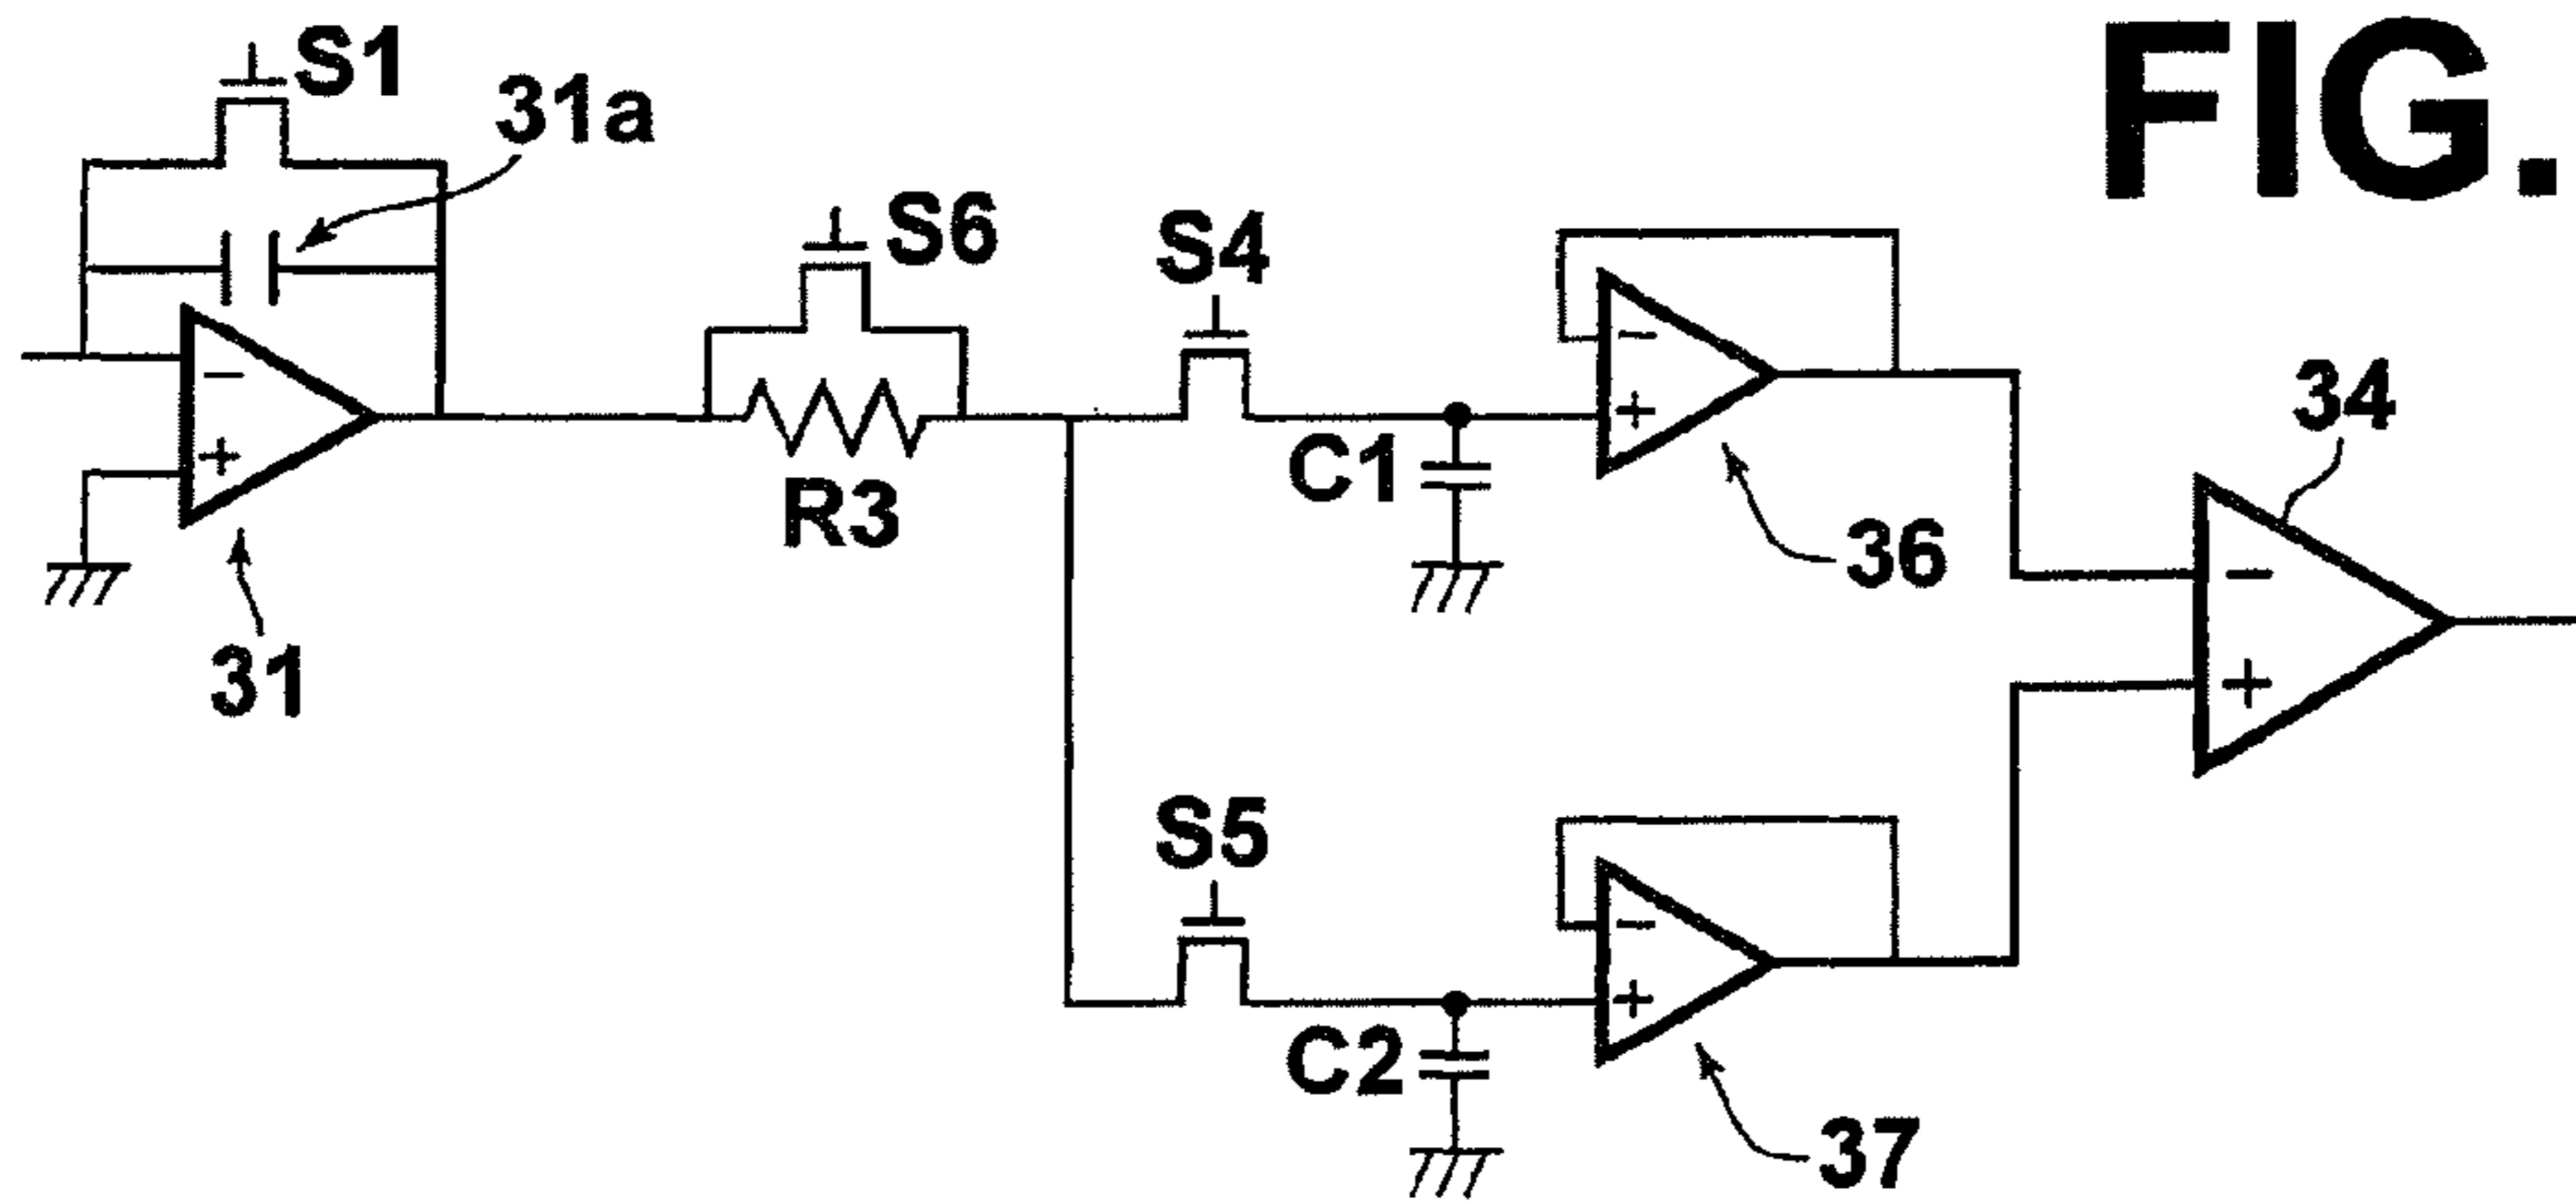 FIG.
S1
31a
S6
S4
34
-
+
R3
C1
-
+
36
-
+
31
S5
C2
-
+
37